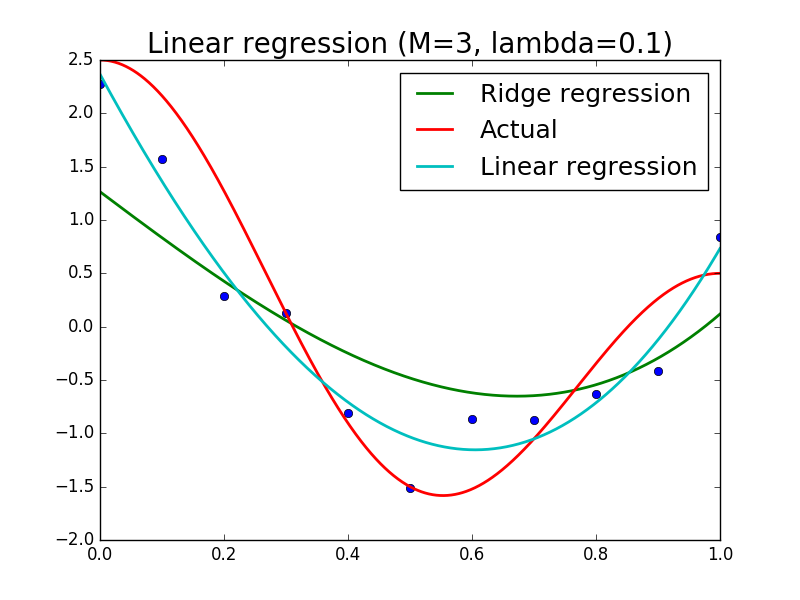 Linear regression (M=3, lambda=0.1)
Ridge regression
Actual
Linear regression
2.5
2.0
1.5
1.0
0.5
0.0
−0.5
−1.0
−1.5
−2.0
0.0 0.2 0.4 0.6 0.8 1.0